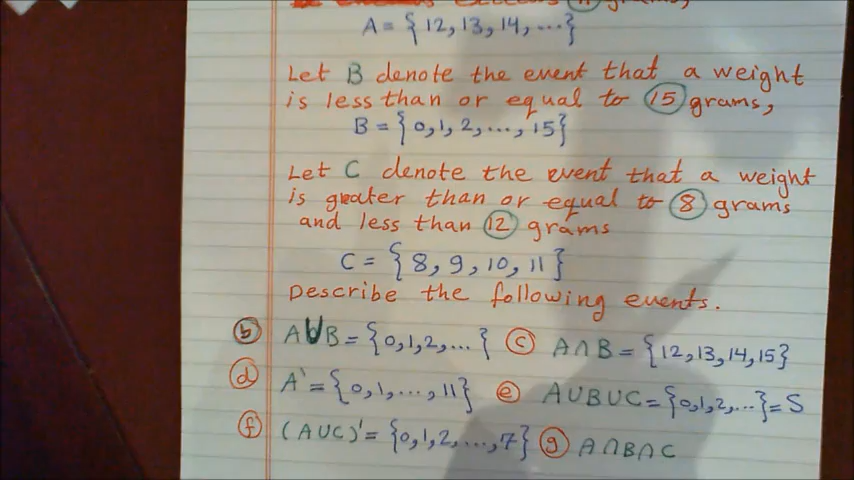 grams,
A = {12, 13, 14, ...}
Let B denote the event that a weight
is less than or equal to 15 grams,
B = {0, 1, 2, ..., 15}
Let C denote the event that a weight
is greater than or equal to 8 grams
and less than 12 grams
C = {8, 9, 10, 11}
Describe the following events.
(b) A∪B = {0, 1, 2, ...} (c) A∩B = {12, 13, 14, 15}
(d) A' = {0, 1, ..., 11} (e) A∪B∪C = {0, 1, 2, ...} = S
(f) (A∪C)' = {0, 1, 2, ..., 7} (g) A∩B∩C